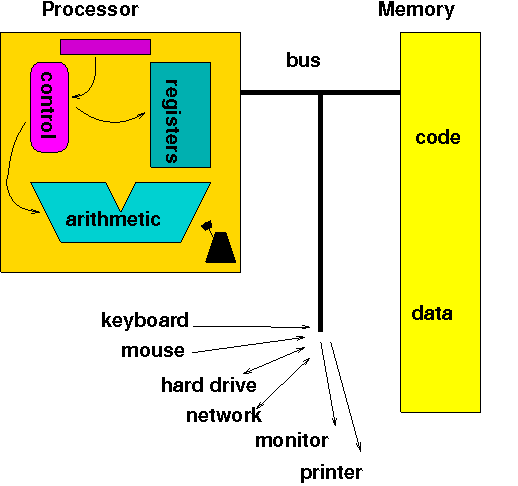 Processor
Memory
bus
control
registers
code
arithmetic
data
keyboard
mouse
hard drive
network
monitor
printer